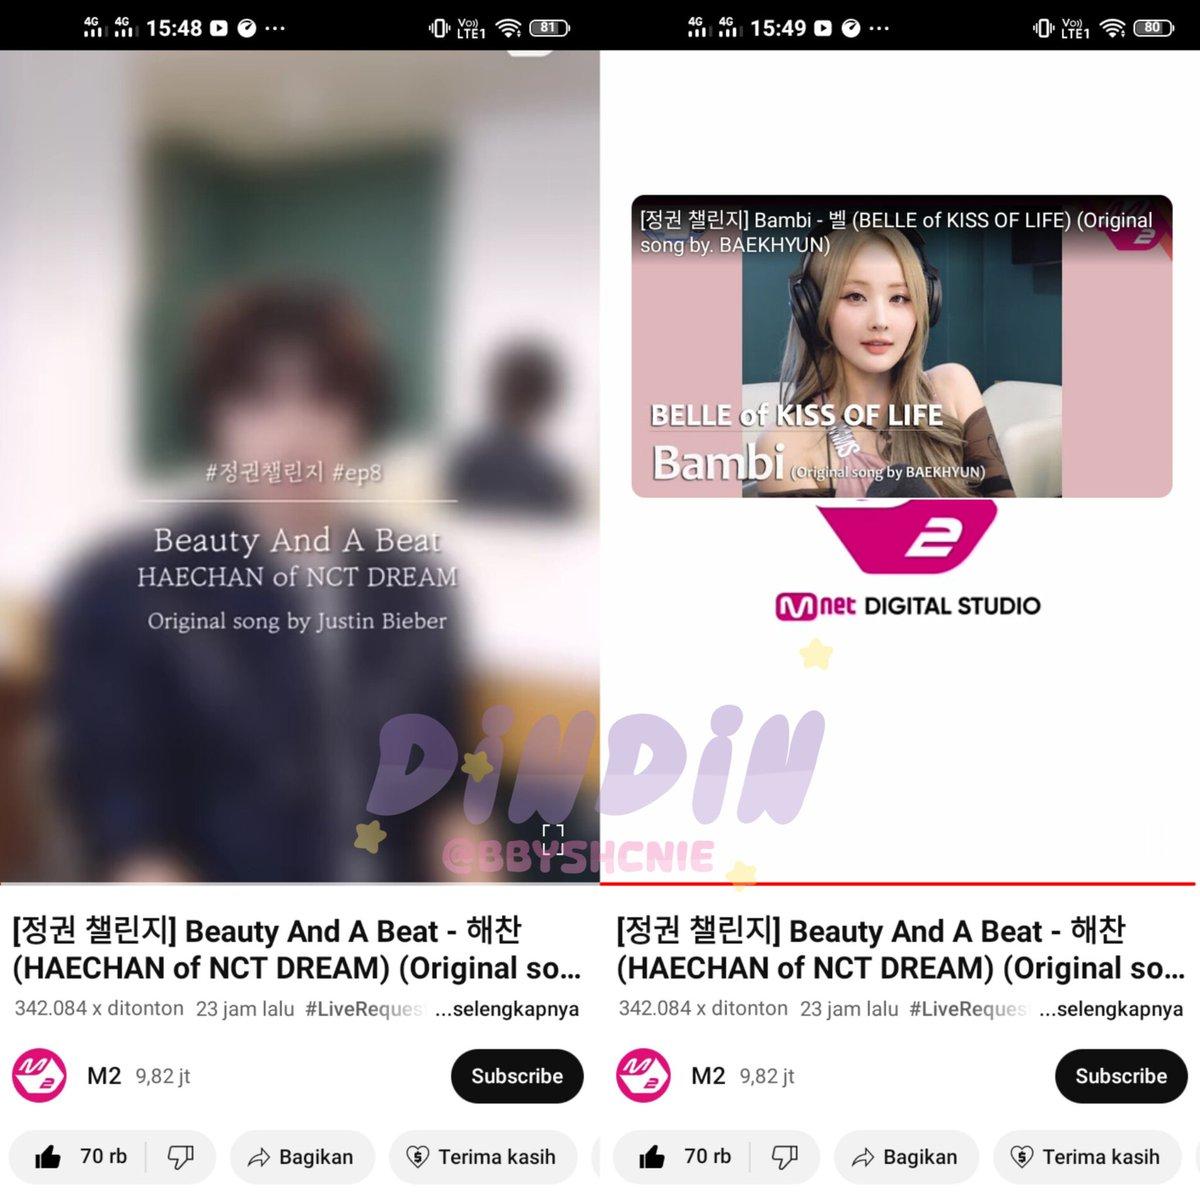 4G 4G 15:48 Vo)) LTE1 81
#정권챌린지 #ep8
Beauty And A Beat
HAECHAN of NCT DREAM
Original song by Justin Bieber
[정권 챌린지] Beauty And A Beat - 해찬
(HAECHAN of NCT DREAM) (Original so...
342.084 x ditonton 23 jam lalu #LiveReques ...selengkapnya
M2 9,82 jt Subscribe
70 rb Bagikan Terima kasih
4G 4G 15:49 Vo)) LTE1 80
[정권 챌린지] Bambi - 벨 (BELLE of KISS OF LIFE) (Original
song by. BAEKHYUN)
BELLE of KISS OF LIFE
Bambi (Original song by BAEKHYUN)
2
Mnet DIGITAL STUDIO
[정권 챌린지] Beauty And A Beat - 해찬
(HAECHAN of NCT DREAM) (Original so...
342.084 x ditonton 23 jam lalu #LiveReques ...selengkapnya
M2 9,82 jt Subscribe
70 rb Bagikan Terima kasih
DiNDiN
@BBYSHCNIE